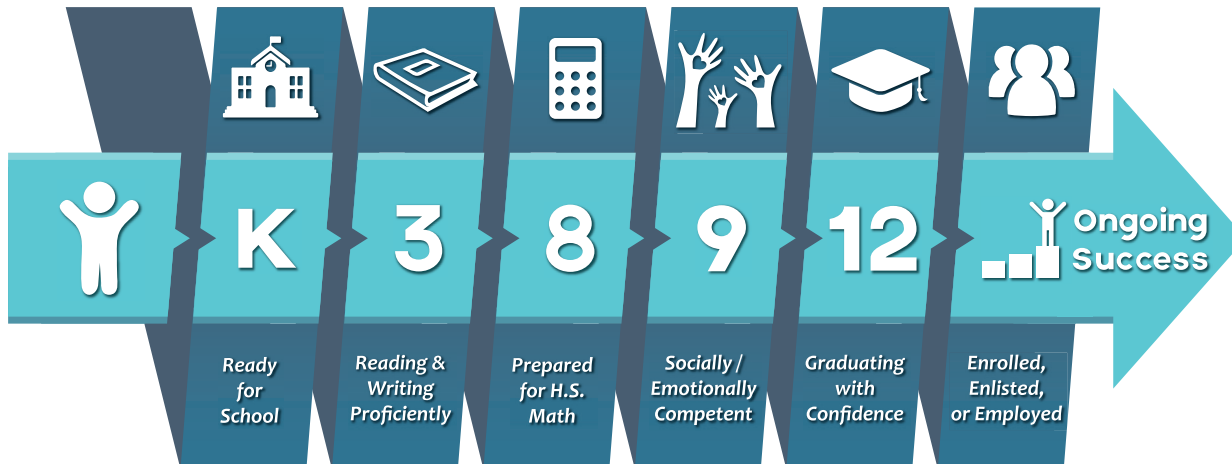 K
3
8
9
12
Ongoing
Success
Ready
for
School
Reading &
Writing
Proficiently
Prepared
for H.S.
Math
Socially /
Emotionally
Competent
Graduating
with
Confidence
Enrolled,
Enlisted,
or Employed